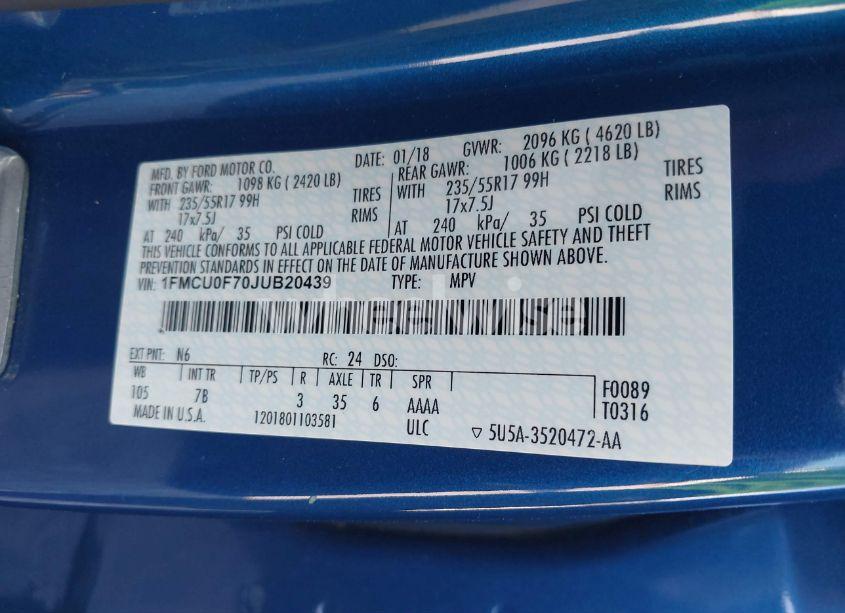 MFD. BY FORD MOTOR CO. DATE: 01/18 GVWR: 2096 KG ( 4620 LB)
FRONT GAWR: 1098 KG ( 2420 LB) REAR GAWR: 1006 KG ( 2218 LB)
WITH 235/55R17 99H TIRES WITH 235/55R17 99H TIRES
17x7.5J RIMS 17x7.5J RIMS
AT 240 kPa/ 35 PSI COLD AT 240 kPa/ 35 PSI COLD
THIS VEHICLE CONFORMS TO ALL APPLICABLE FEDERAL MOTOR VEHICLE SAFETY AND THEFT
PREVENTION STANDARDS IN EFFECT ON THE DATE OF MANUFACTURE SHOWN ABOVE.
VIN: 1FMCU0F70JUB20439 TYPE: MPV
EXT PNT: N6 RC: 24 DSO:
WB INT TR TP/PS R AXLE TR SPR F0089
105 7B 3 35 6 AAAA T0316
MADE IN U.S.A. 1201801103581 ULC ▽ 5U5A-3520472-AA